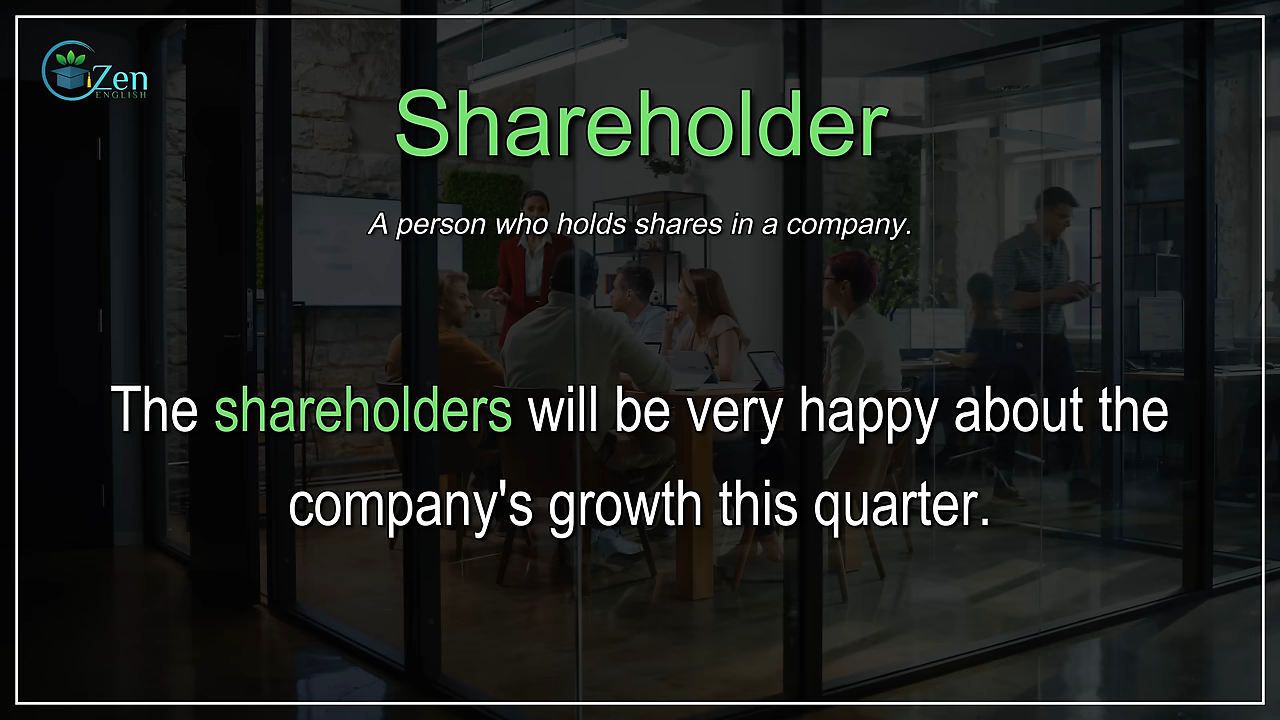 Zen
ENGLISH
Shareholder
A person who holds shares in a company.
The shareholders will be very happy about the
company's growth this quarter.